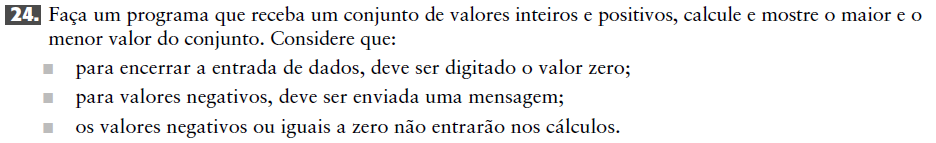 24. Faça um programa que receba um conjunto de valores inteiros e positivos, calcule e mostre o maior e o
menor valor do conjunto. Considere que:
■ para encerrar a entrada de dados, deve ser digitado o valor zero;
■ para valores negativos, deve ser enviada uma mensagem;
■ os valores negativos ou iguais a zero não entrarão nos cálculos.